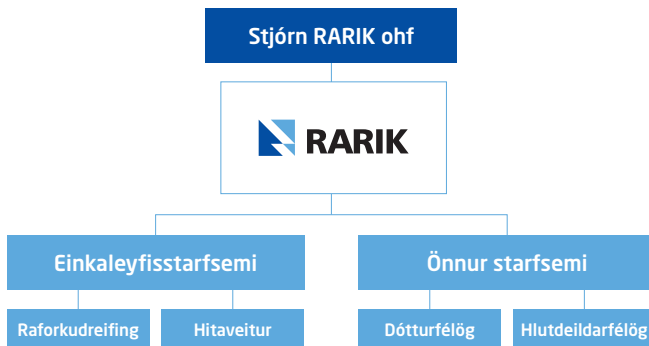 Stjórn RARIK ohf
RARIK
Einkaleyfisstarfsemi
Önnur starfsemi
Raforkudreifing
Hitaveitur
Dótturfélög
Hlutdeildarfélög